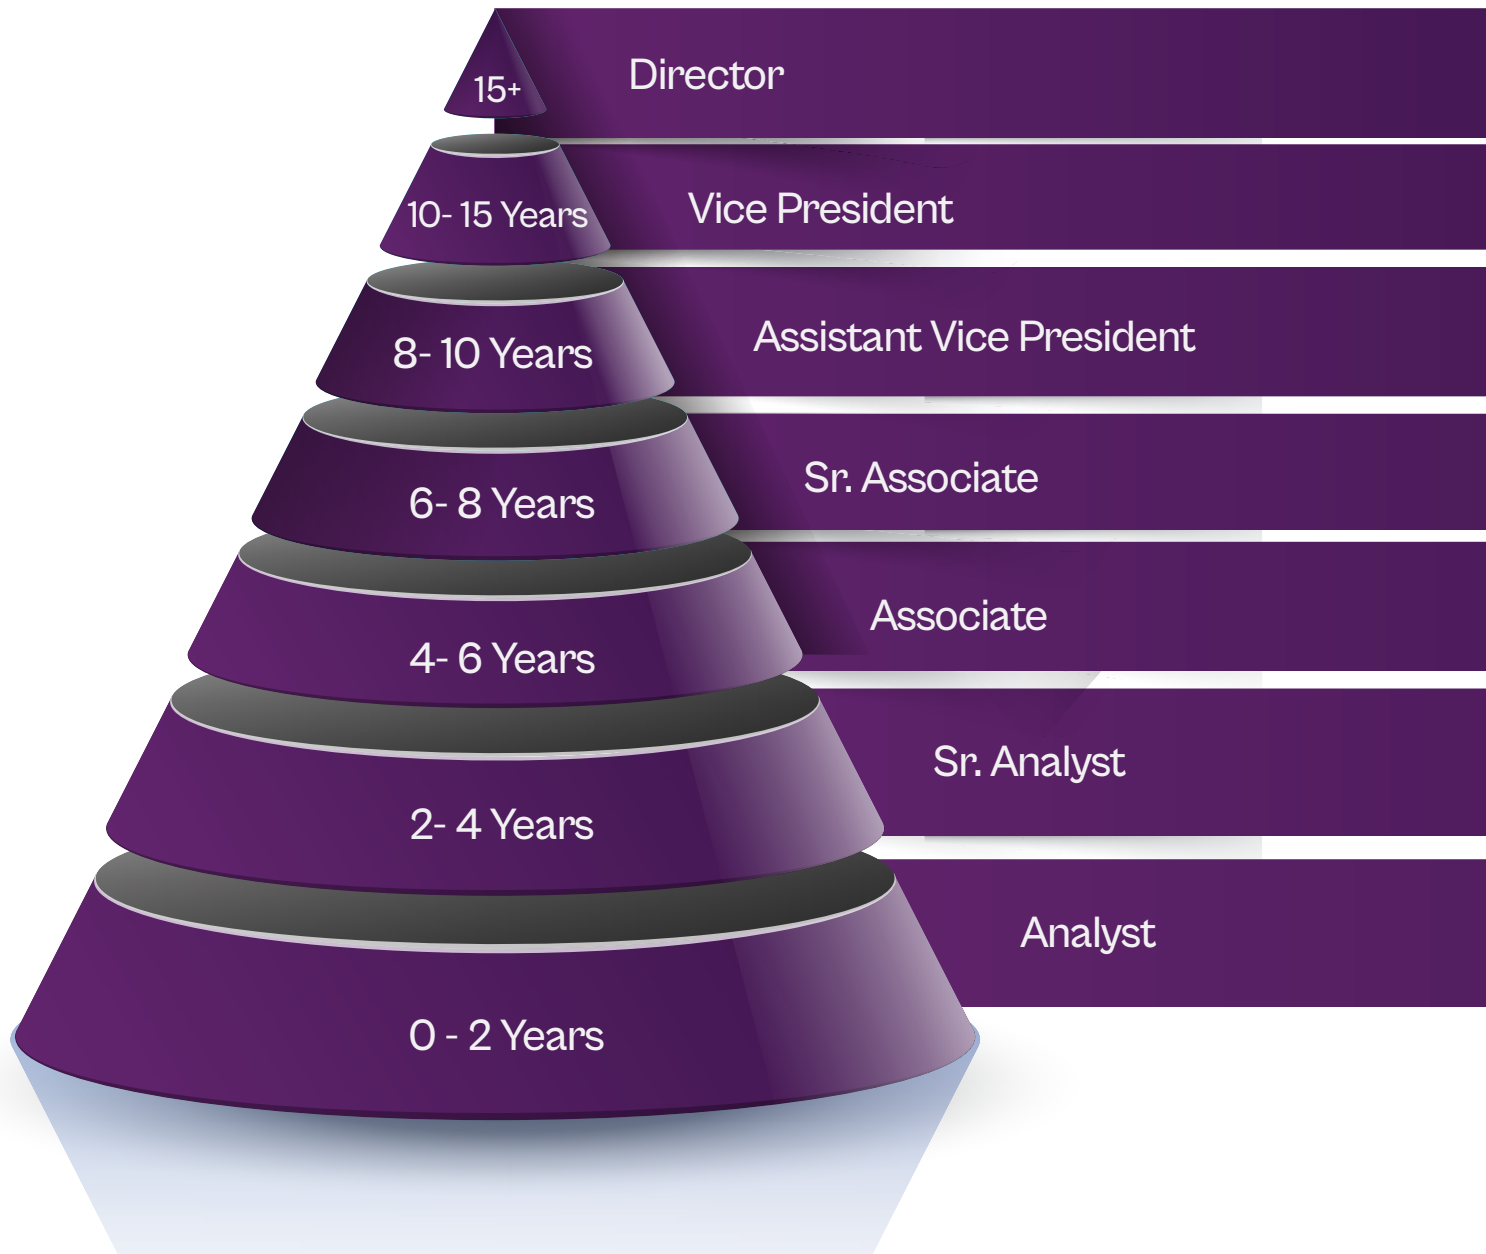 15+
Director
10- 15 Years
Vice President
8- 10 Years
Assistant Vice President
6- 8 Years
Sr. Associate
4- 6 Years
Associate
2- 4 Years
Sr. Analyst
0 - 2 Years
Analyst